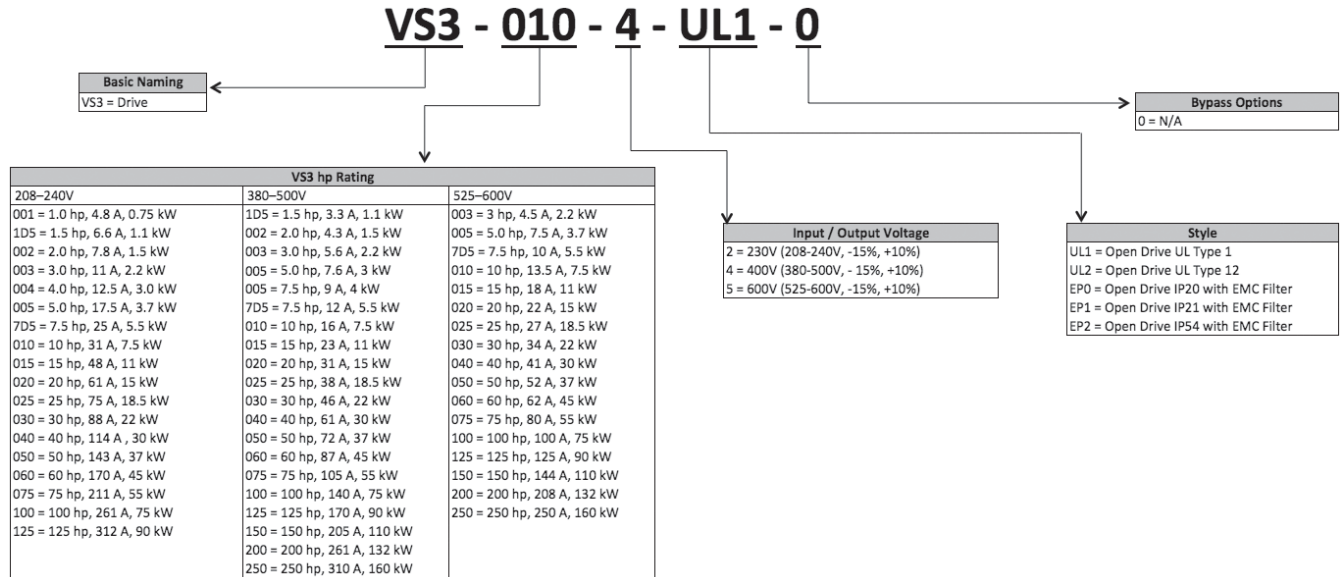 VS3 - 010 - 4 - UL1 - 0
Basic Naming
VS3 = Drive
Bypass Options
0 = N/A
VS3 hp Rating
208–240V
001 = 1.0 hp, 4.8 A, 0.75 kW
1D5 = 1.5 hp, 6.6 A, 1.1 kW
002 = 2.0 hp, 7.8 A, 1.5 kW
003 = 3.0 hp, 11 A, 2.2 kW
004 = 4.0 hp, 12.5 A, 3.0 kW
005 = 5.0 hp, 17.5 A, 3.7 kW
7D5 = 7.5 hp, 25 A, 5.5 kW
010 = 10 hp, 31 A, 7.5 kW
015 = 15 hp, 48 A, 11 kW
020 = 20 hp, 61 A, 15 kW
025 = 25 hp, 75 A, 18.5 kW
030 = 30 hp, 88 A, 22 kW
040 = 40 hp, 114 A , 30 kW
050 = 50 hp, 143 A, 37 kW
060 = 60 hp, 170 A, 45 kW
075 = 75 hp, 211 A, 55 kW
100 = 100 hp, 261 A, 75 kW
125 = 125 hp, 312 A, 90 kW
380–500V
1D5 = 1.5 hp, 3.3 A, 1.1 kW
002 = 2.0 hp, 4.3 A, 1.5 kW
003 = 3.0 hp, 5.6 A, 2.2 kW
005 = 5.0 hp, 7.6 A, 3 kW
005 = 7.5 hp, 9 A, 4 kW
7D5 = 7.5 hp, 12 A, 5.5 kW
010 = 10 hp, 16 A, 7.5 kW
015 = 15 hp, 23 A, 11 kW
020 = 20 hp, 31 A, 15 kW
025 = 25 hp, 38 A, 18.5 kW
030 = 30 hp, 46 A, 22 kW
040 = 40 hp, 61 A, 30 kW
050 = 50 hp, 72 A, 37 kW
060 = 60 hp, 87 A, 45 kW
075 = 75 hp, 105 A, 55 kW
100 = 100 hp, 140 A, 75 kW
125 = 125 hp, 170 A, 90 kW
150 = 150 hp, 205 A, 110 kW
200 = 200 hp, 261 A, 132 kW
250 = 250 hp, 310 A, 160 kW
525–600V
003 = 3 hp, 4.5 A, 2.2 kW
005 = 5.0 hp, 7.5 A, 3.7 kW
7D5 = 7.5 hp, 10 A, 5.5 kW
010 = 10 hp, 13.5 A, 7.5 kW
015 = 15 hp, 18 A, 11 kW
020 = 20 hp, 22 A, 15 kW
025 = 25 hp, 27 A, 18.5 kW
030 = 30 hp, 34 A, 22 kW
040 = 40 hp, 41 A, 30 kW
050 = 50 hp, 52 A, 37 kW
060 = 60 hp, 62 A, 45 kW
075 = 75 hp, 80 A, 55 kW
100 = 100 hp, 100 A, 75 kW
125 = 125 hp, 125 A, 90 kW
150 = 150 hp, 144 A, 110 kW
200 = 200 hp, 208 A, 132 kW
250 = 250 hp, 250 A, 160 kW
Input / Output Voltage
2 = 230V (208-240V, -15%, +10%)
4 = 400V (380-500V, - 15%, +10%)
5 = 600V (525-600V, -15%, +10%)
Style
UL1 = Open Drive UL Type 1
UL2 = Open Drive UL Type 12
EP0 = Open Drive IP20 with EMC Filter
EP1 = Open Drive IP21 with EMC Filter
EP2 = Open Drive IP54 with EMC Filter